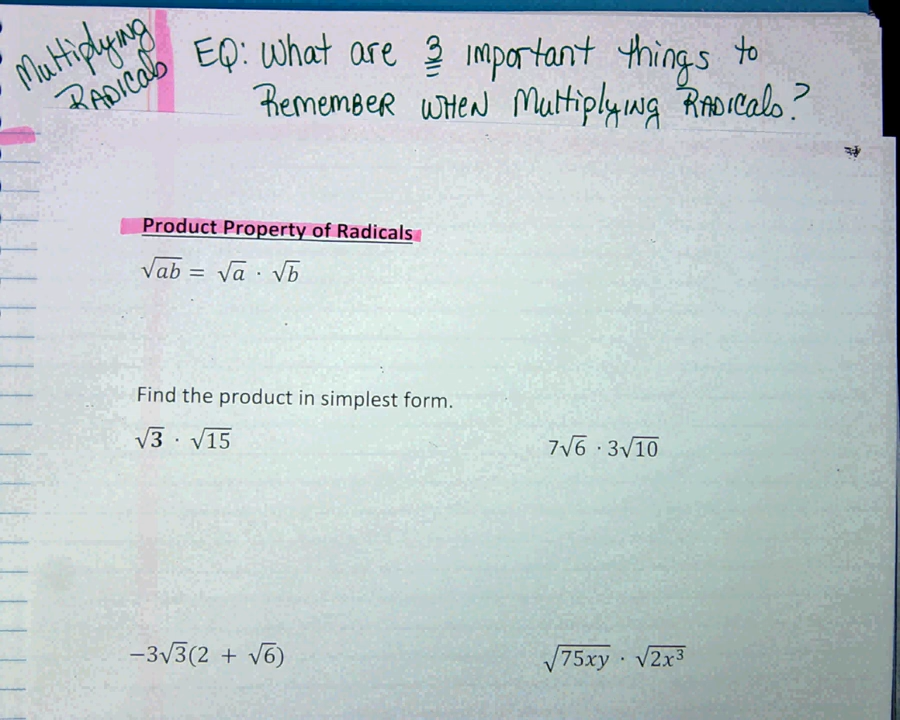 Multiplying
Radicals
EQ: What are 3 important things to
Remember when Multiplying Radicals?
Product Property of Radicals
√ab = √a · √b
Find the product in simplest form.
√3 · √15
7√6 · 3√10
−3√3(2 + √6)
√75xy · √2x³